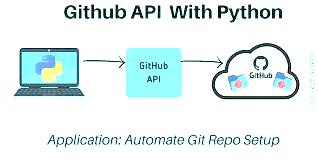 Github API With Python
GitHub
API
GitHub
Application: Automate Git Repo Setup